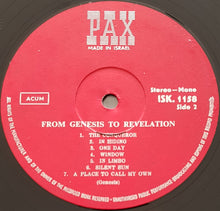 PAX
MADE IN ISRAEL
ACUM
Stereo-Mono
ISK. 1158
Side 2
FROM GENESIS TO REVELATION
1. THE CONQUEROR
2. IN HIDING
3. ONE DAY
4. WINDOW
5. IN LIMBO
6. SILENT SUN
7. A PLACE TO CALL MY OWN
(Genesis)